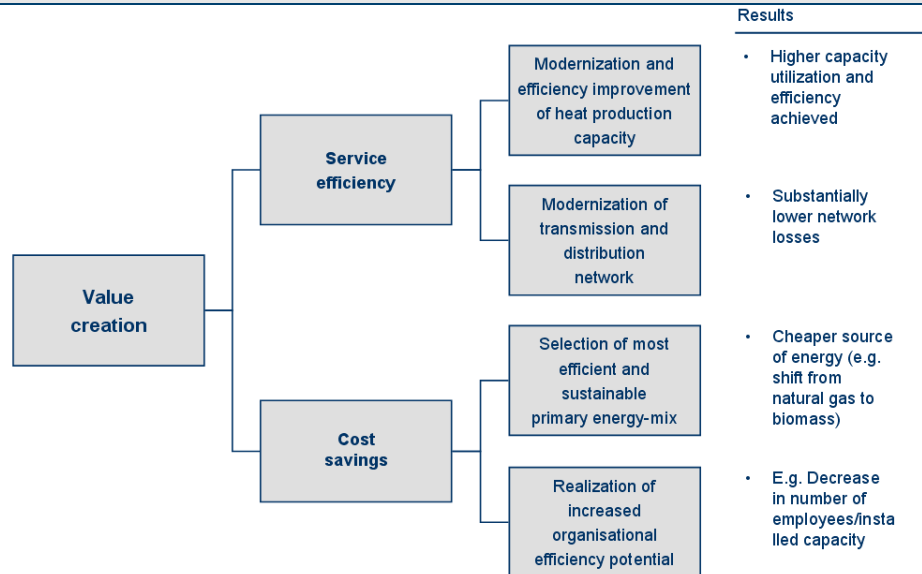 Results
Modernization and
efficiency improvement
of heat production
capacity
• Higher capacity
utilization and
efficiency
achieved
Service
efficiency
Modernization of
transmission and
distribution
network
• Substantially
lower network
losses
Value
creation
Selection of most
efficient and
sustainable
primary energy-mix
• Cheaper source
of energy (e.g.
shift from
natural gas to
biomass)
Cost
savings
Realization of
increased
organisational
efficiency potential
• E.g. Decrease
in number of
employees/insta
lled capacity